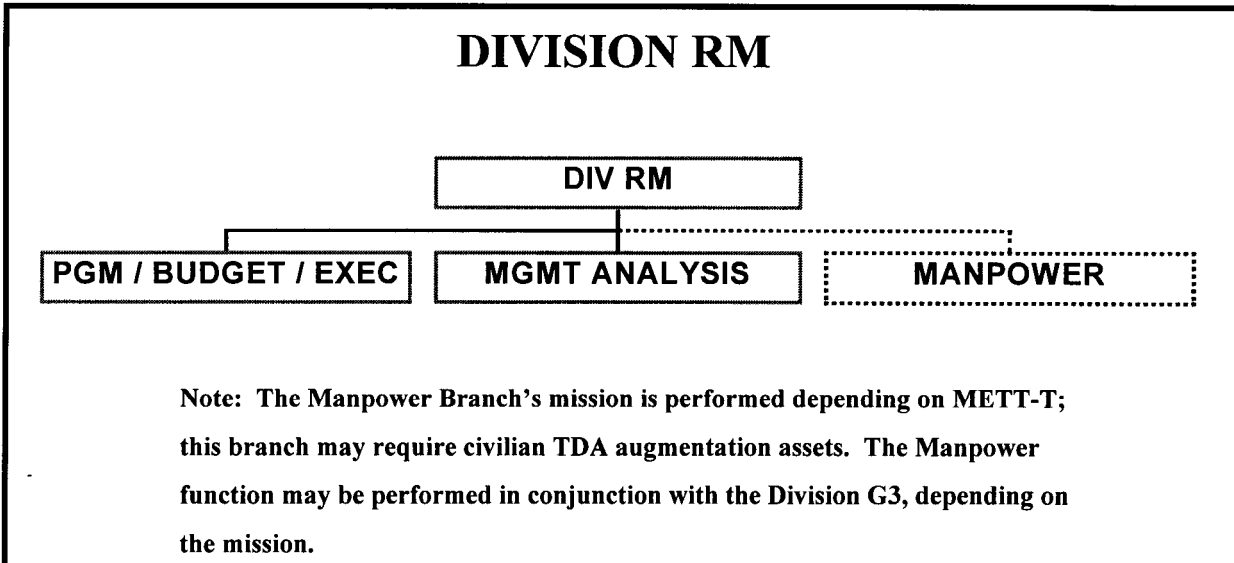 DIVISION RM
DIV RM
PGM / BUDGET / EXEC
MGMT ANALYSIS
MANPOWER
Note: The Manpower Branch's mission is performed depending on METT-T;
this branch may require civilian TDA augmentation assets. The Manpower
function may be performed in conjunction with the Division G3, depending on
the mission.